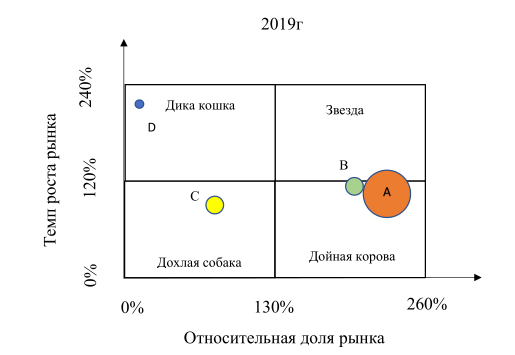 2019г
Темп роста рынка
240%
120%
0%
Дика кошка
Звезда
D
B
C
A
Дохлая собака
Дойная корова
0%
130%
260%
Относительная доля рынка